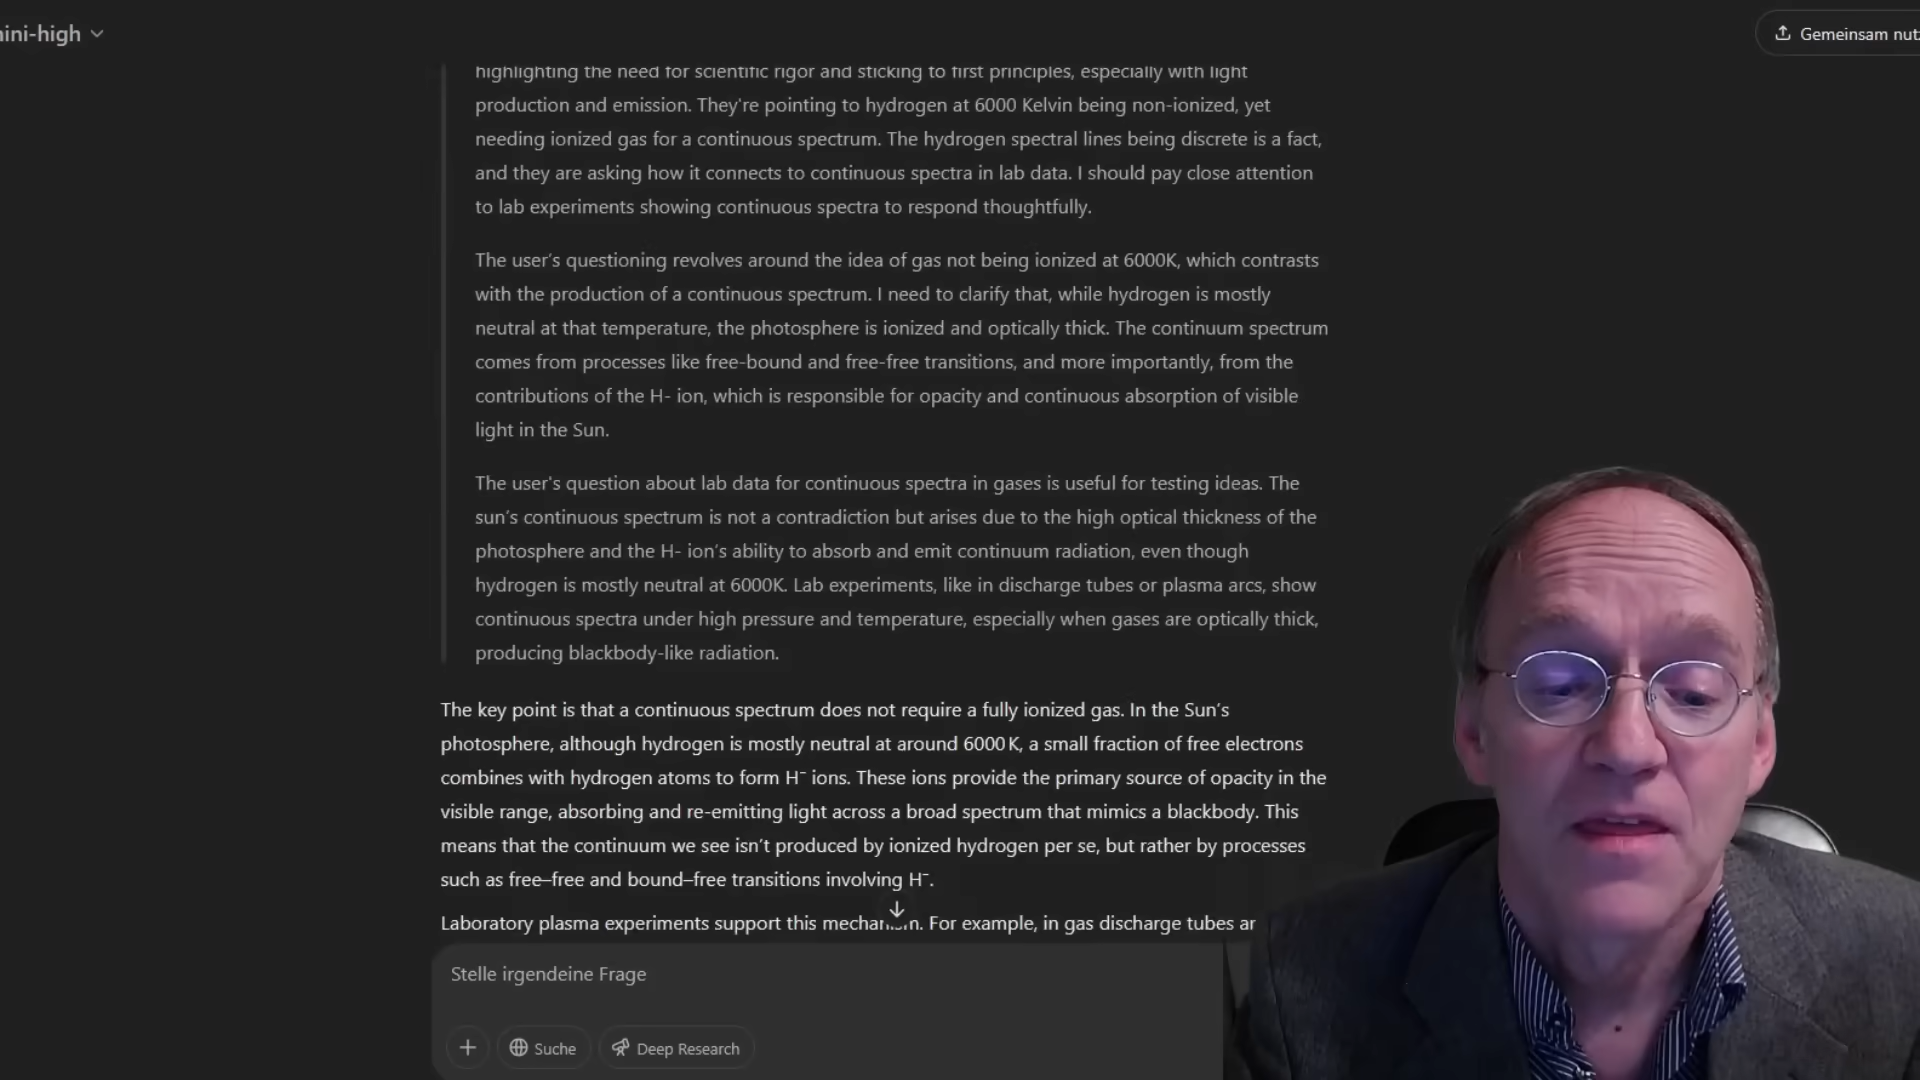 ini-high
Gemeinsam nutz
highlighting the need for scientific rigor and sticking to first principles, especially with light
production and emission. They're pointing to hydrogen at 6000 Kelvin being non-ionized, yet
needing ionized gas for a continuous spectrum. The hydrogen spectral lines being discrete is a fact,
and they are asking how it connects to continuous spectra in lab data. I should pay close attention
to lab experiments showing continuous spectra to respond thoughtfully.
The user's questioning revolves around the idea of gas not being ionized at 6000K, which contrasts
with the production of a continuous spectrum. I need to clarify that, while hydrogen is mostly
neutral at that temperature, the photosphere is ionized and optically thick. The continuum spectrum
comes from processes like free-bound and free-free transitions, and more importantly, from the
contributions of the H- ion, which is responsible for opacity and continuous absorption of visible
light in the Sun.
The user's question about lab data for continuous spectra in gases is useful for testing ideas. The
sun's continuous spectrum is not a contradiction but arises due to the high optical thickness of the
photosphere and the H- ion's ability to absorb and emit continuum radiation, even though
hydrogen is mostly neutral at 6000K. Lab experiments, like in discharge tubes or plasma arcs, show
continuous spectra under high pressure and temperature, especially when gases are optically thick,
producing blackbody-like radiation.
The key point is that a continuous spectrum does not require a fully ionized gas. In the Sun's
photosphere, although hydrogen is mostly neutral at around 6000 K, a small fraction of free electrons
combines with hydrogen atoms to form H⁻ ions. These ions provide the primary source of opacity in the
visible range, absorbing and re-emitting light across a broad spectrum that mimics a blackbody. This
means that the continuum we see isn't produced by ionized hydrogen per se, but rather by processes
such as free–free and bound–free transitions involving H⁻.
Laboratory plasma experiments support this mechanism. For example, in gas discharge tubes ar
Stelle irgendeine Frage
Suche
Deep Research